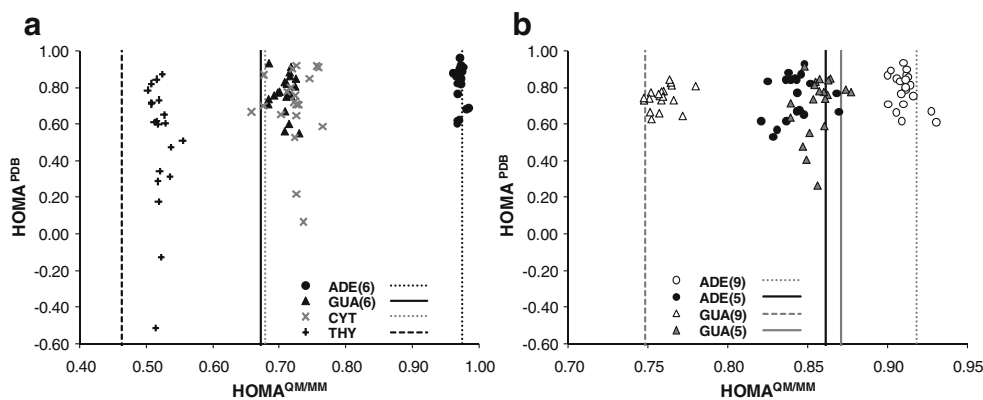 a
HOMA PDB
1.00
0.80
0.60
0.40
0.20
0.00
-0.20
-0.40
-0.60
0.40 0.50 0.60 0.70 0.80 0.90 1.00
HOMA QM/MM
ADE(6)
GUA(6)
CYT
THY
b
HOMA PDB
1.00
0.80
0.60
0.40
0.20
0.00
-0.20
-0.40
-0.60
0.70 0.75 0.80 0.85 0.90 0.95
HOMA QM/MM
ADE(9)
ADE(5)
GUA(9)
GUA(5)